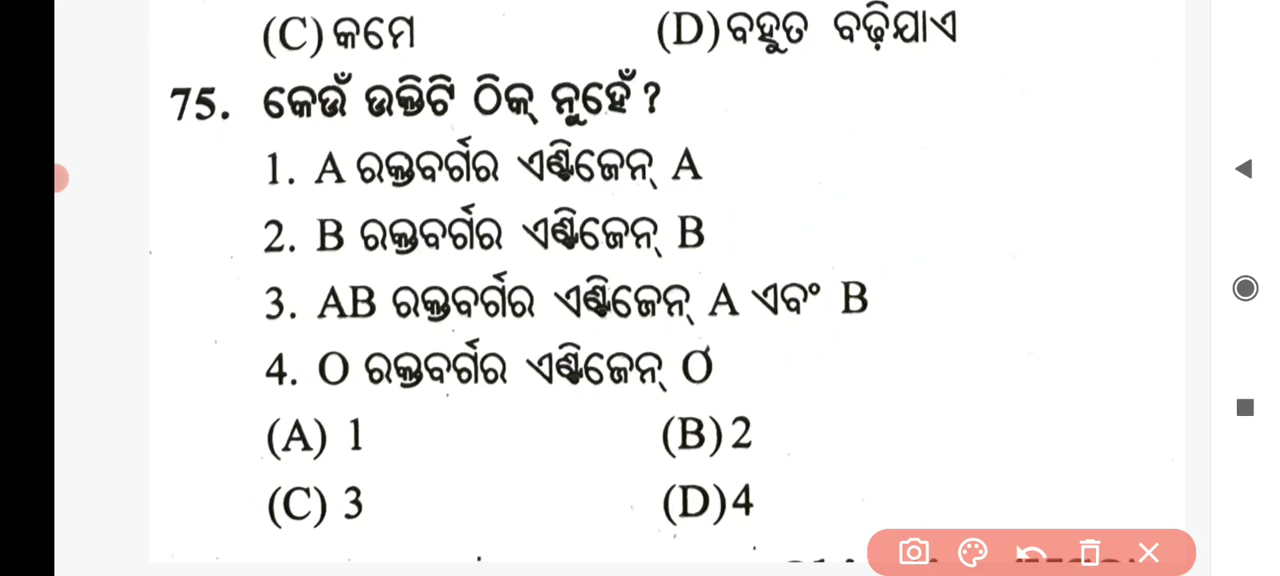 (C) କମେ (D) ବହୁତ ବଢ଼ିଯାଏ
75. କେଉଁ ଉକ୍ତିଟି ଠିକ୍ ନୁହେଁ ?
1. A ରକ୍ତବର୍ଗର ଏଣ୍ଟିଜେନ୍ A
2. B ରକ୍ତବର୍ଗର ଏଣ୍ଟିଜେନ୍ B
3. AB ରକ୍ତବର୍ଗର ଏଣ୍ଟିଜେନ୍ A ଏବଂ B
4. O ରକ୍ତବର୍ଗର ଏଣ୍ଟିଜେନ୍ O
(A) 1 (B) 2
(C) 3 (D) 4